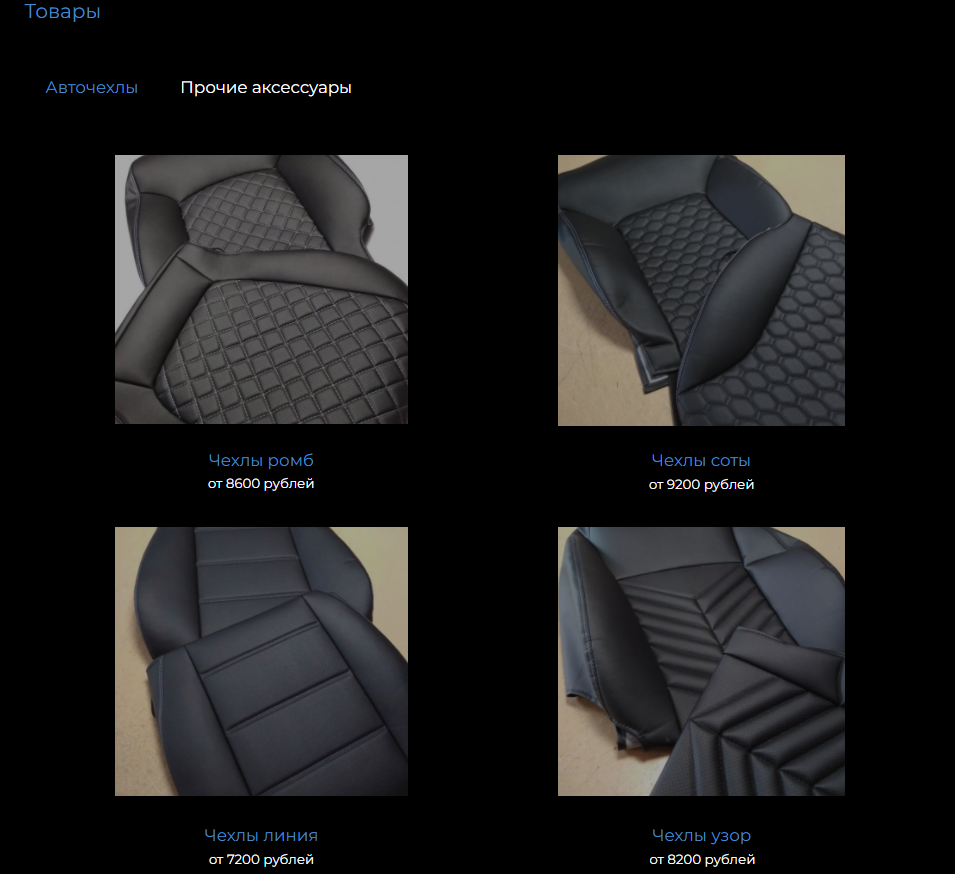 Товары
Авточехлы Прочие аксессуары
Чехлы ромб
от 8600 рублей
Чехлы соты
от 9200 рублей
Чехлы линия
от 7200 рублей
Чехлы узор
от 8200 рублей